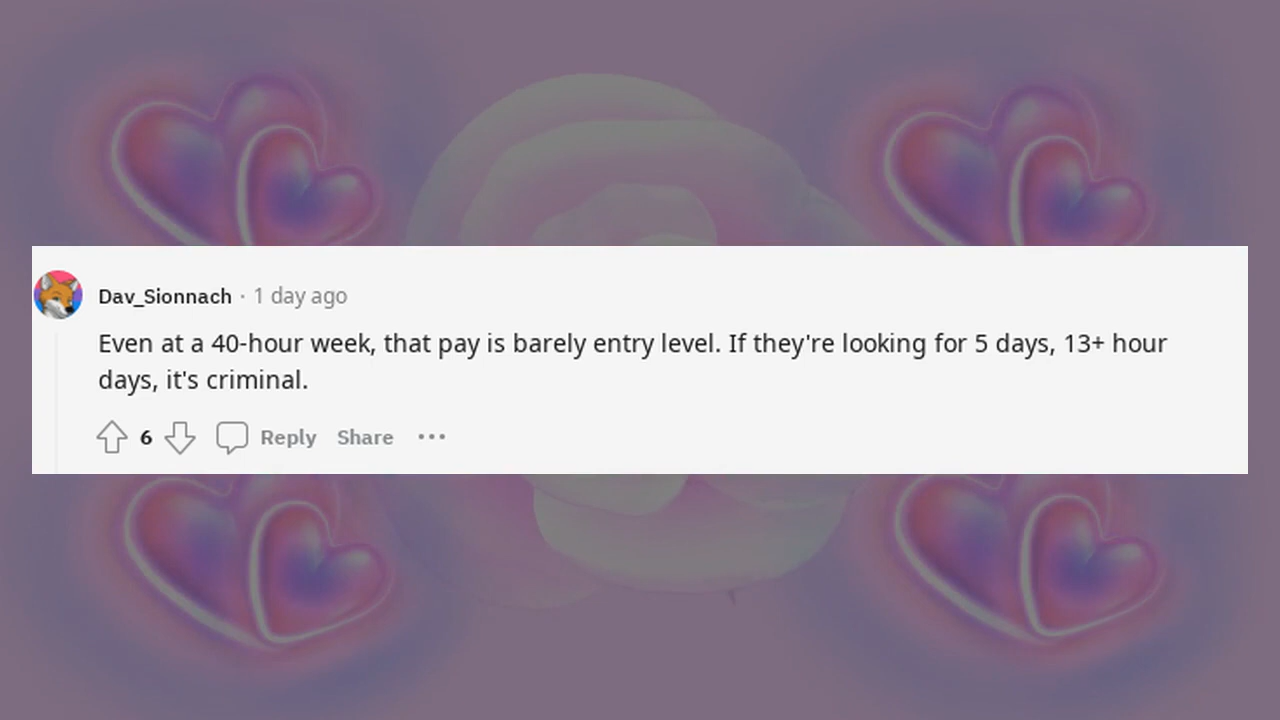 Dav_Sionnach · 1 day ago
Even at a 40-hour week, that pay is barely entry level. If they're looking for 5 days, 13+ hour
days, it's criminal.
6 Reply Share